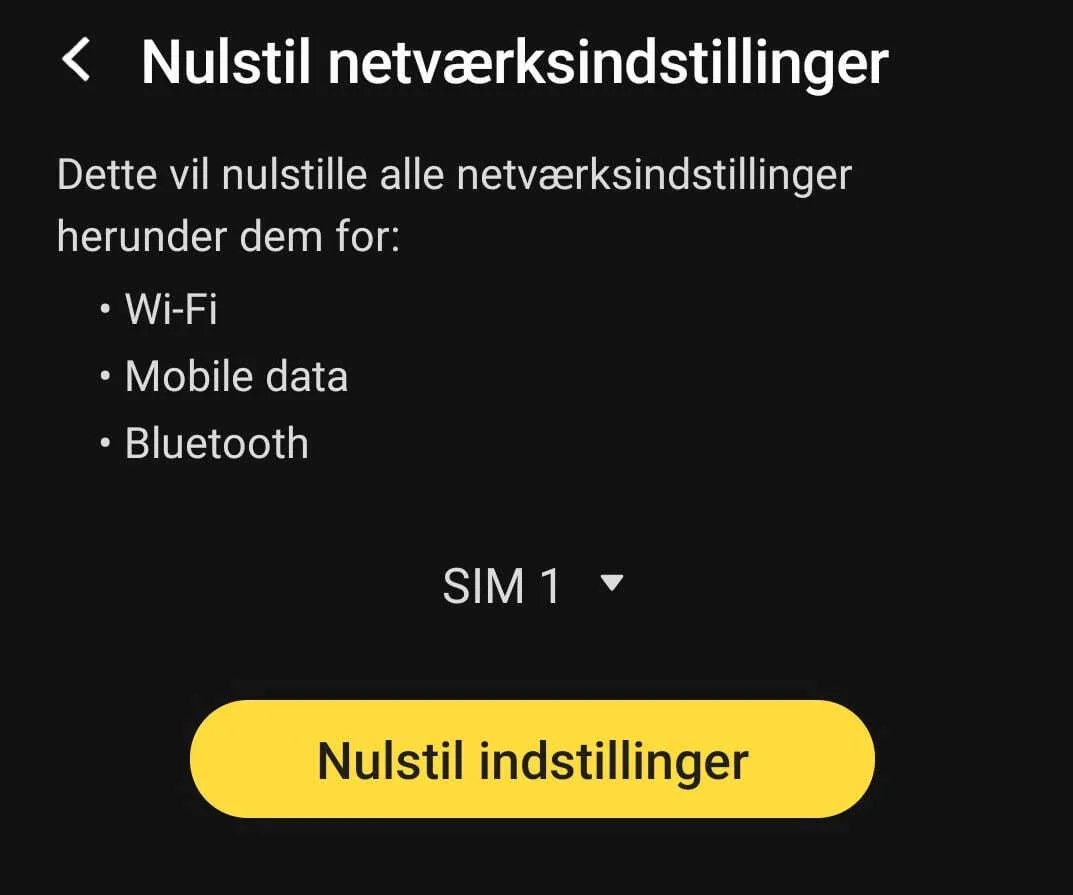 Nulstil netværksindstillinger
Dette vil nulstille alle netværksindstillinger
herunder dem for:
• Wi-Fi
• Mobile data
• Bluetooth
SIM 1
Nulstil indstillinger